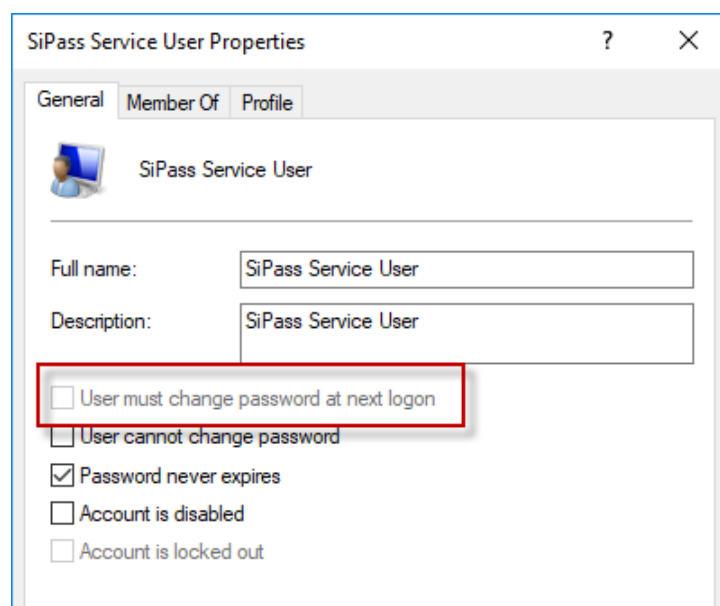 SiPass Service User Properties ?
General Member Of Profile
SiPass Service User
Full name: SiPass Service User
Description: SiPass Service User
User must change password at next logon
User cannot change password
Password never expires
Account is disabled
Account is locked out